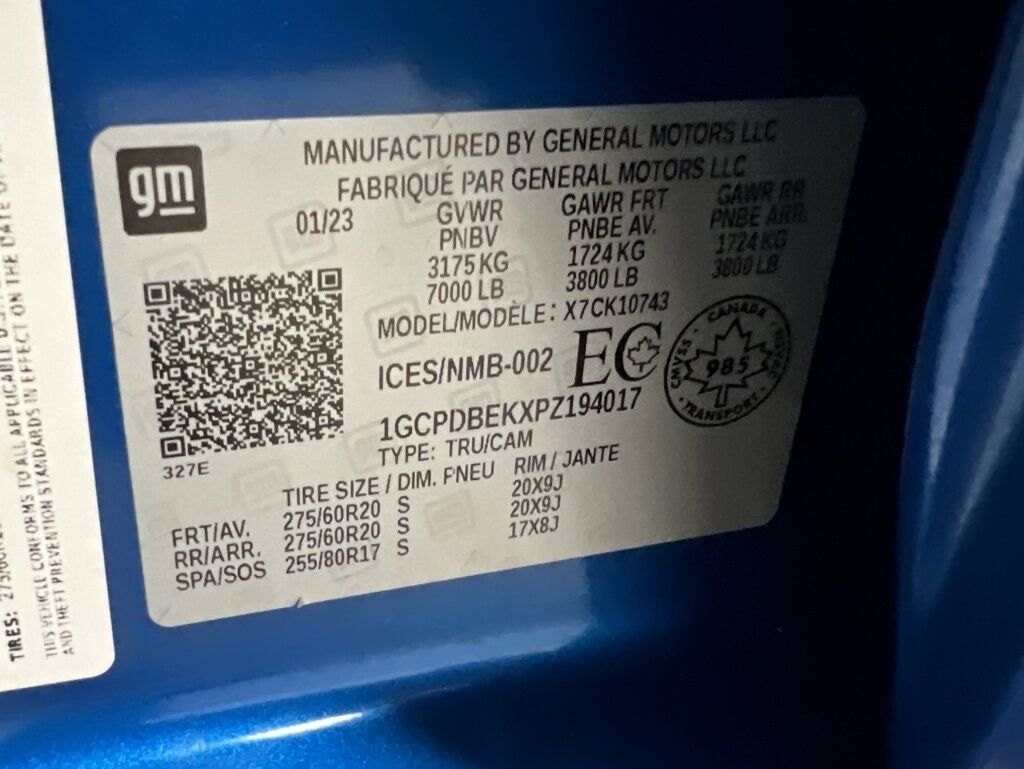 gm
MANUFACTURED BY GENERAL MOTORS LLC
FABRIQUÉ PAR GENERAL MOTORS LLC
01/23
GVWR
PNBV
3175 KG
7000 LB
GAWR FRT
PNBE AV.
1724 KG
3800 LB
GAWR RR
PNBE ARR.
1724 KG
3800 LB
MODEL/MODÈLE: X7CK10743
ICES/NMB-002
EC
CANADA
CMVSS
985
NSVAC
TRANSPORT
1GCPDBEKXPZ194017
TYPE: TRU/CAM
327E
TIRE SIZE / DIM. PNEU RIM / JANTE
FRT/AV. 275/60R20 S 20X9J
RR/ARR. 275/60R20 S 20X9J
SPA/SOS 255/80R17 S 17X8J
TIRES:
THIS VEHICLE CONFORMS TO ALL APPLICABLE
AND THEFT PREVENTION STANDARDS IN EFFECT ON THE DATE OF